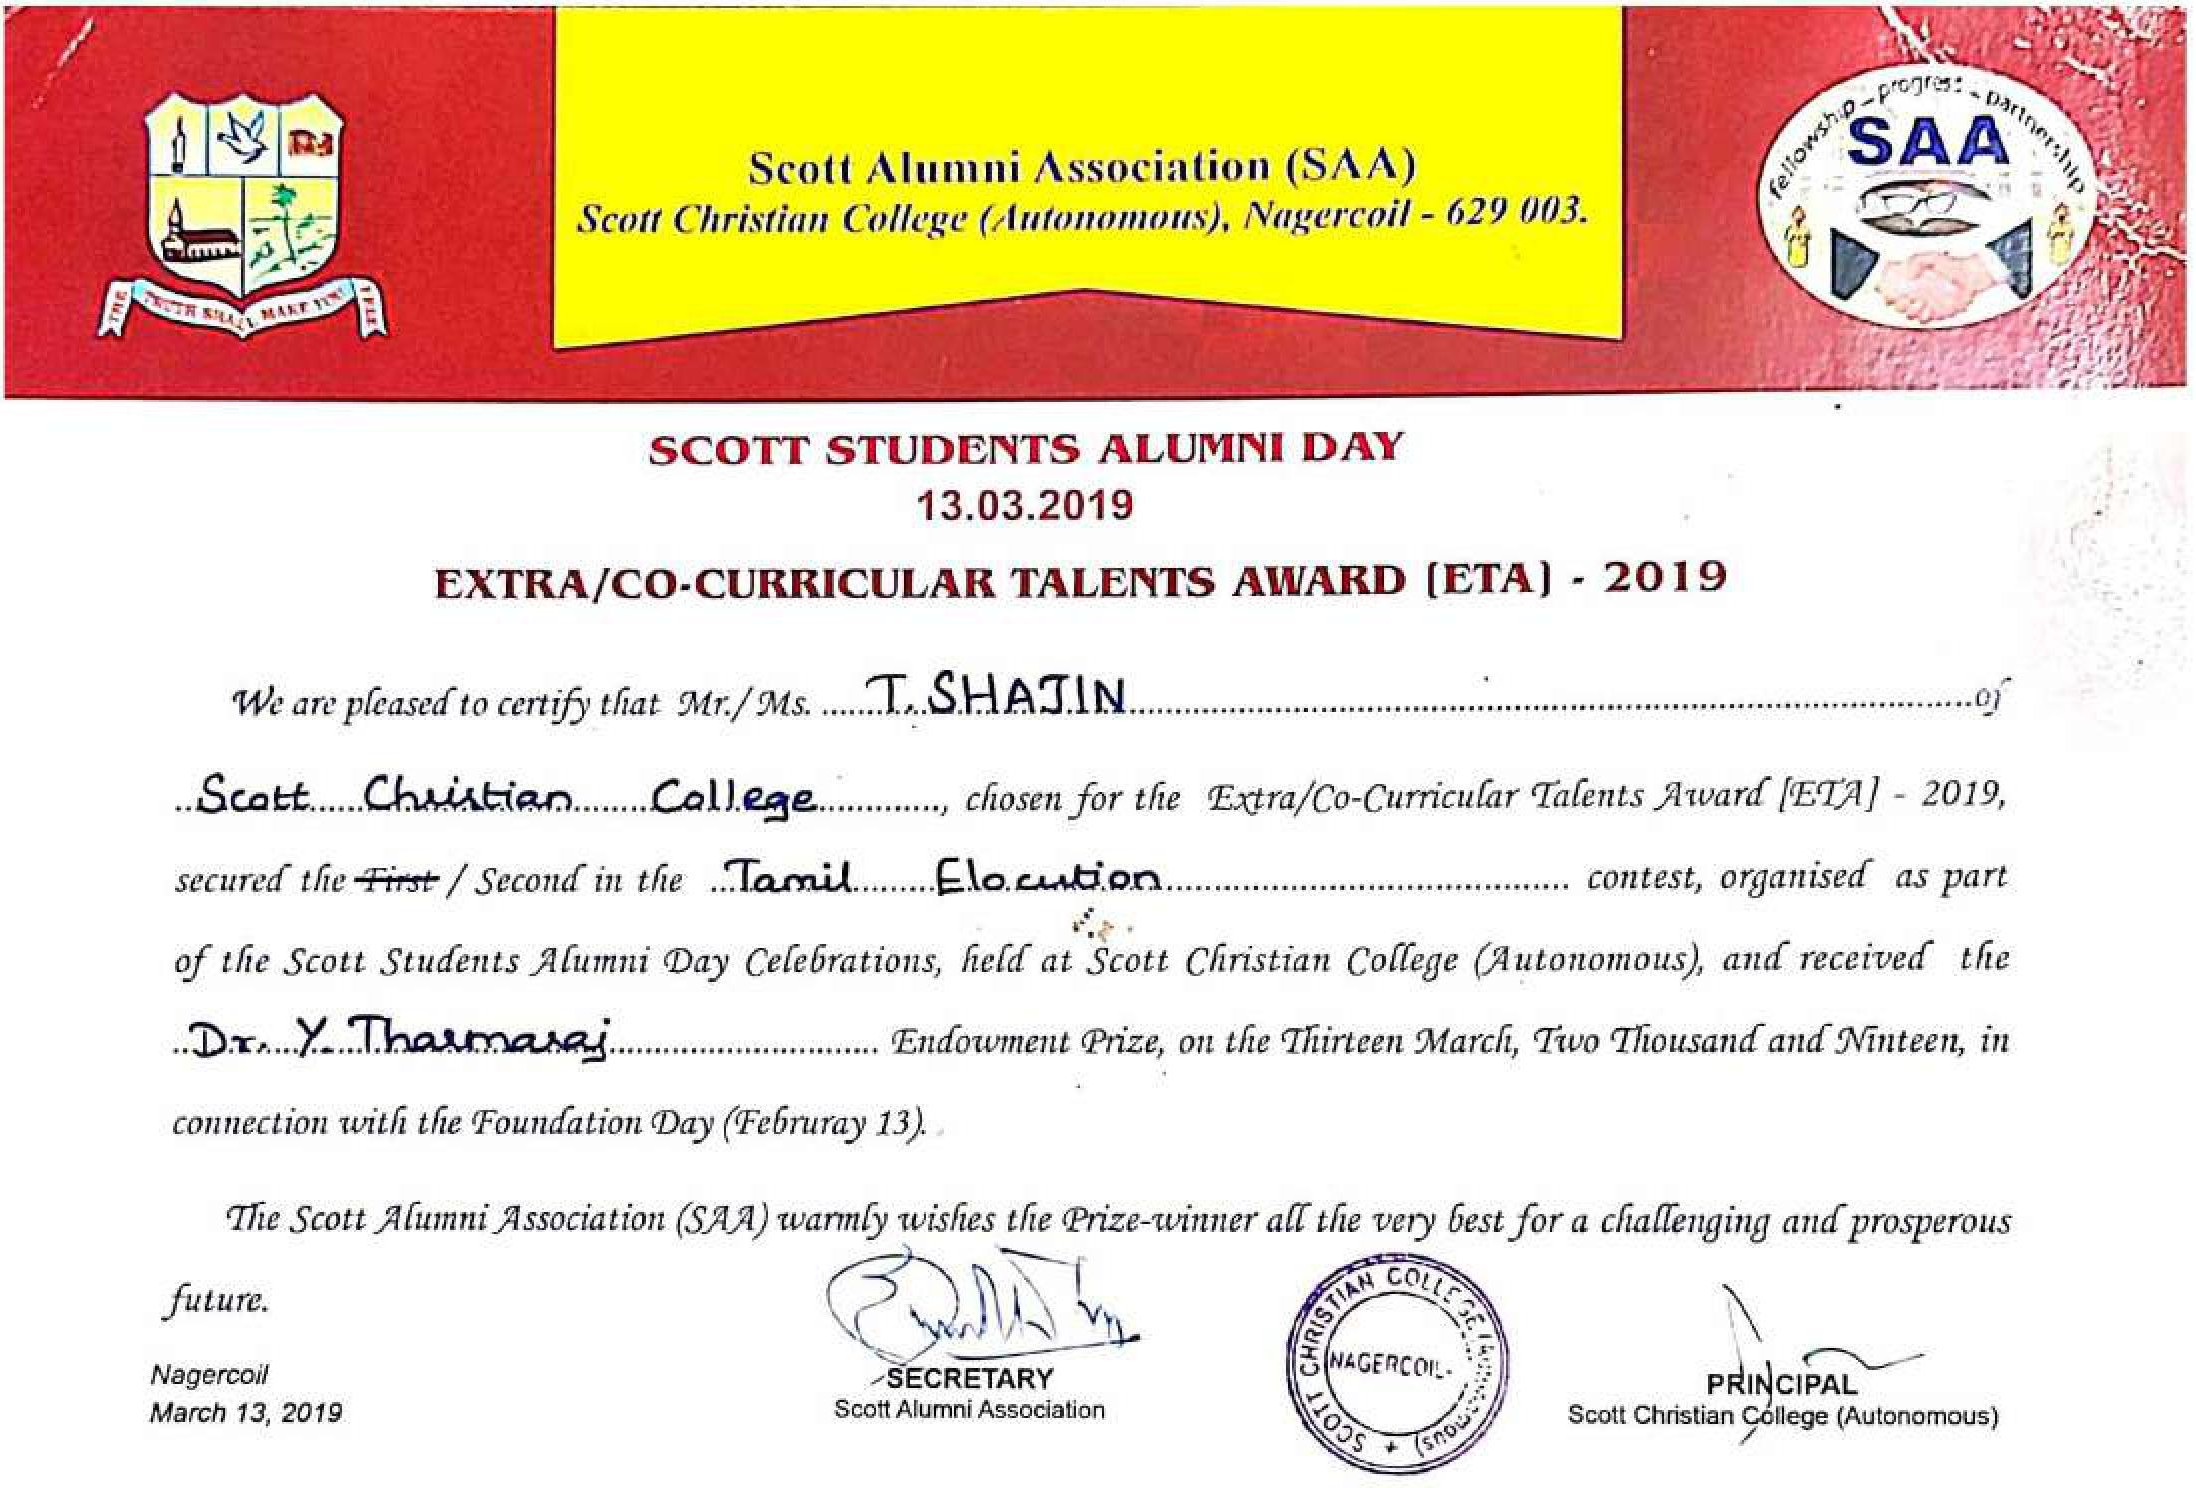 Scott Alumni Association (SAA)
Scott Christian College (Autonomous), Nagercoil - 629 003.
THE TRUTH SHALL MAKE YOU FREE
fellowship - progress - partnership
SAA
SCOTT STUDENTS ALUMNI DAY
13.03.2019
EXTRA/CO-CURRICULAR TALENTS AWARD [ETA] - 2019
We are pleased to certify that Mr./Ms. ......T. SHAJIN......of
..Scott Christian College.........., chosen for the Extra/Co-Curricular Talents Award [ETA] - 2019,
secured the First / Second in the ..Tamil Elocution.......... contest, organised as part
of the Scott Students Alumni Day Celebrations, held at Scott Christian College (Autonomous), and received the
..Dr. Y. Tharmaraj.......... Endowment Prize, on the Thirteen March, Two Thousand and Ninteen, in
connection with the Foundation Day (Februray 13).
The Scott Alumni Association (SAA) warmly wishes the Prize-winner all the very best for a challenging and prosperous
future.
Nagercoil
March 13, 2019
SECRETARY
Scott Alumni Association
SCOTT CHRISTIAN COLLEGE (Autonomous) +
NAGERCOIL
PRINCIPAL
Scott Christian College (Autonomous)